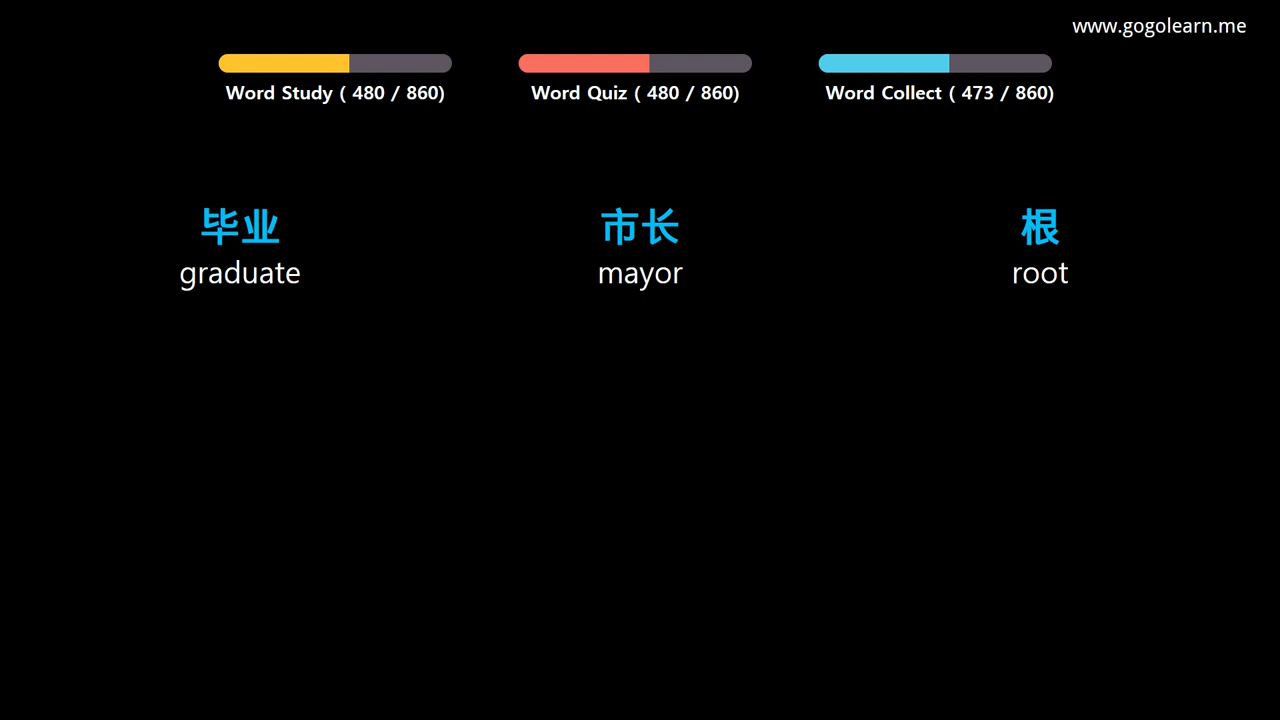 www.gogolearn.me
Word Study ( 480 / 860)
Word Quiz ( 480 / 860)
Word Collect ( 473 / 860)
毕业
graduate
市长
mayor
根
root